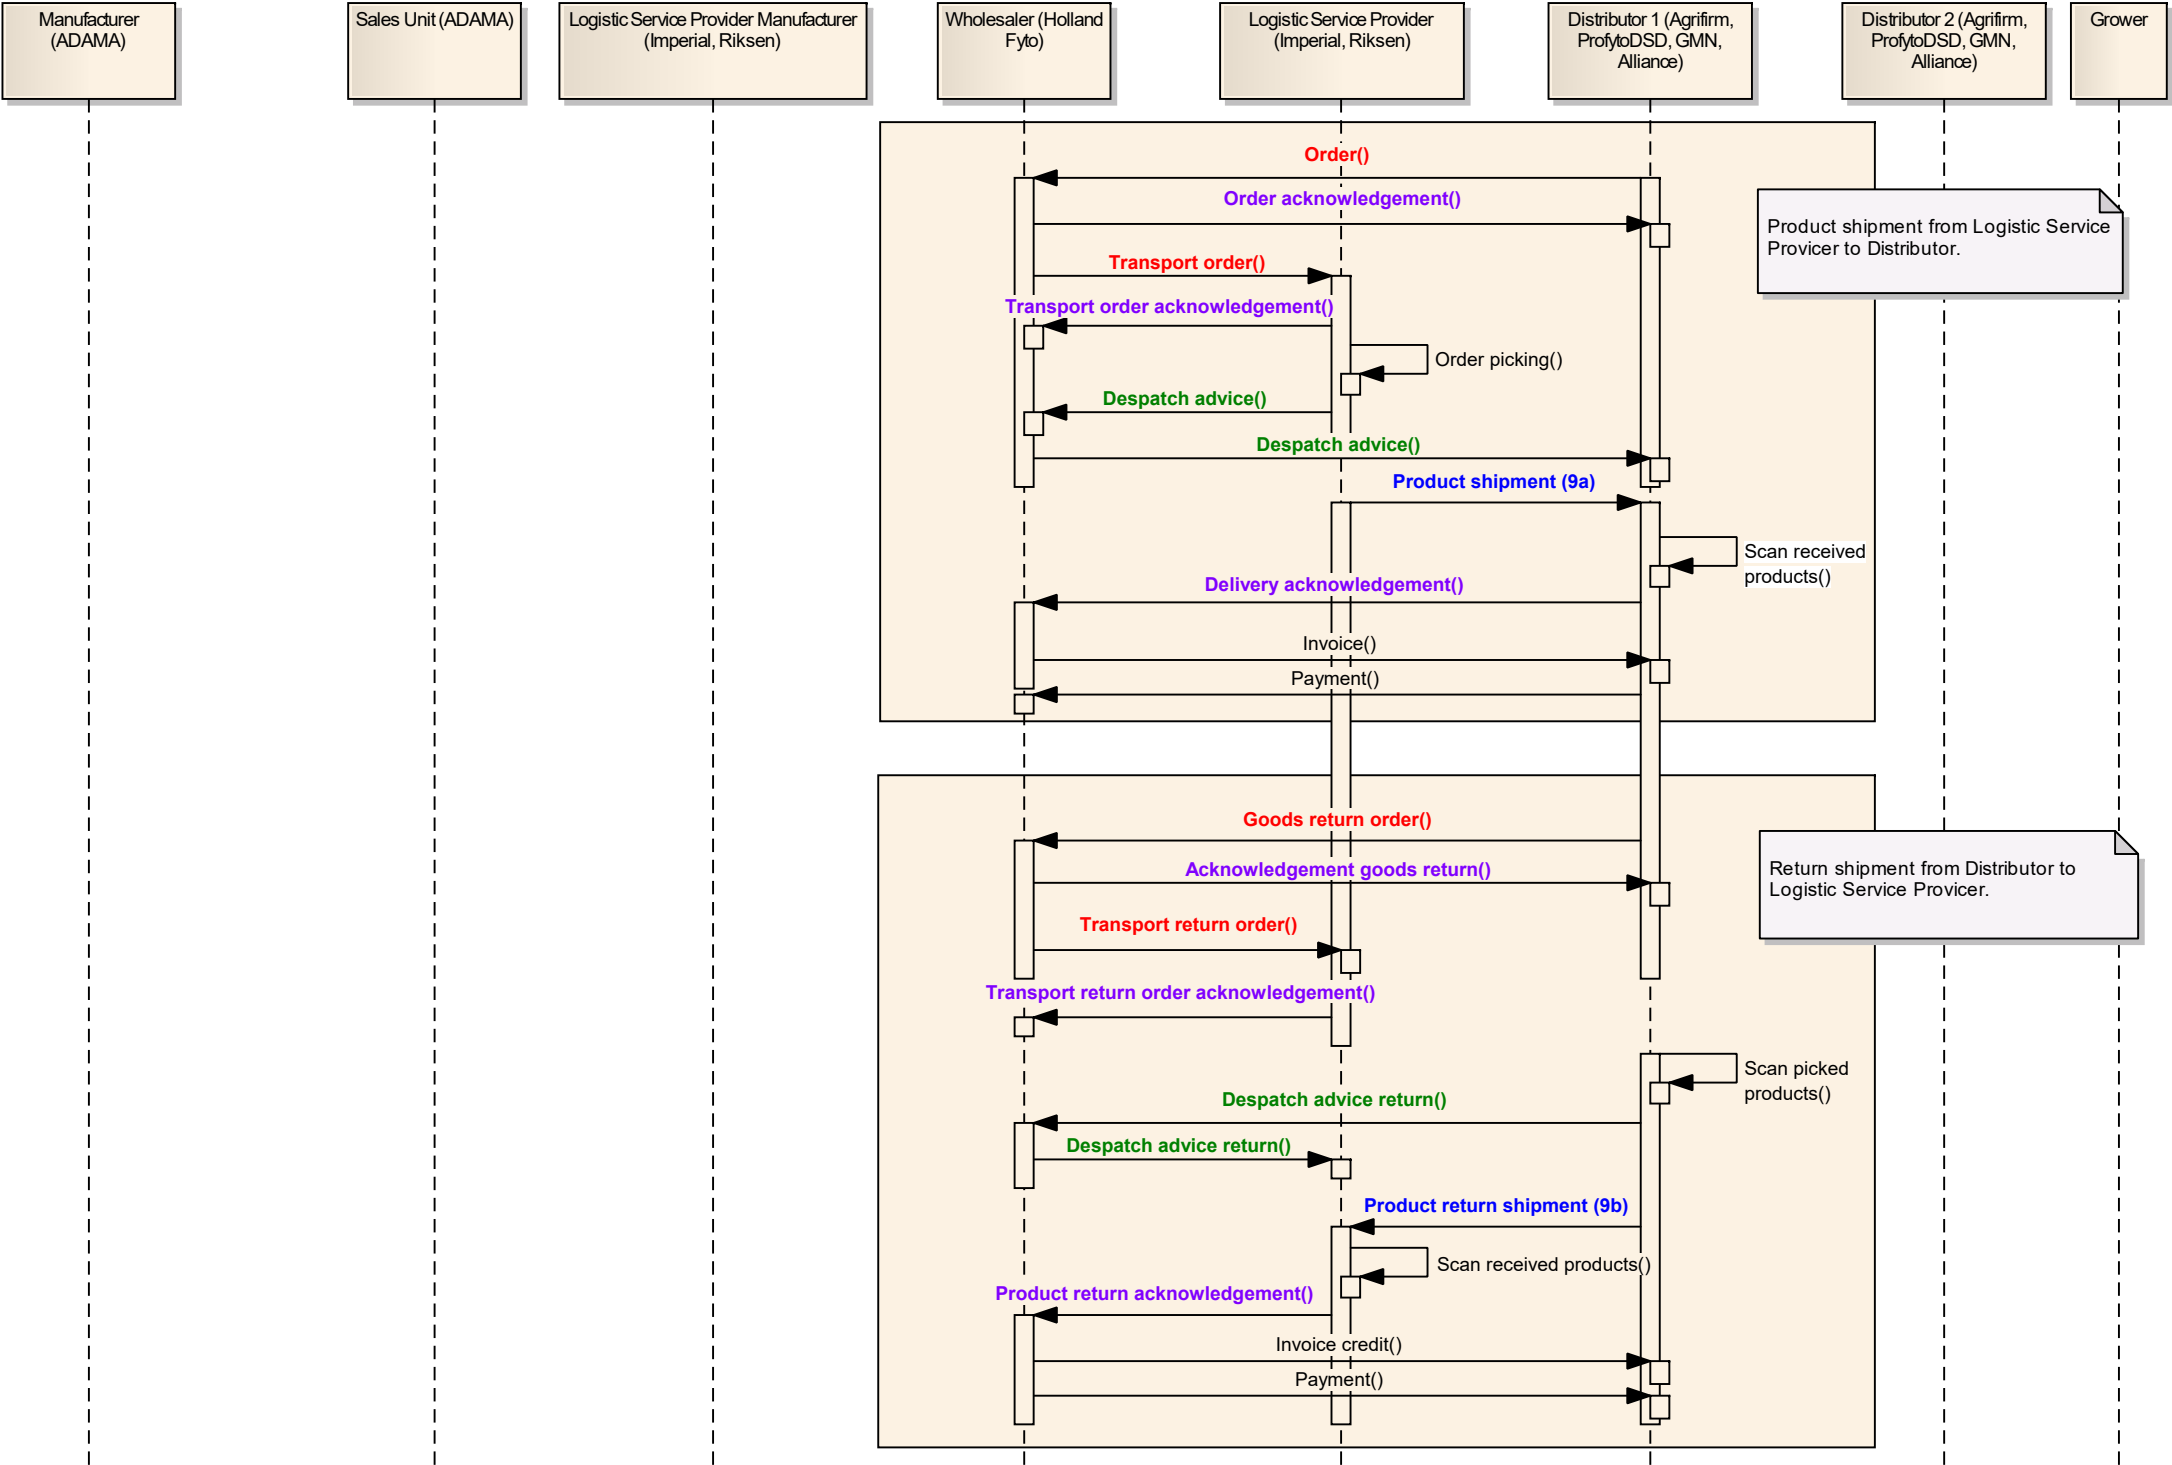 Manufacturer
(ADAMA)
Sales Unit (ADAMA)
Logistic Service Provider Manufacturer
(Imperial, Riksen)
Wholesaler (Holland
Fyto)
Logistic Service Provider
(Imperial, Riksen)
Distributor 1 (Agrifirm,
ProfytoDSD, GMN,
Alliance)
Distributor 2 (Agrifirm,
ProfytoDSD, GMN,
Alliance)
Grower
Order()
Order acknowledgement()
Product shipment from Logistic Service
Provicer to Distributor.
Transport order()
Transport order acknowledgement()
Order picking()
Despatch advice()
Despatch advice()
Product shipment (9a)
Scan received
products()
Delivery acknowledgement()
Invoice()
Payment()
Goods return order()
Acknowledgement goods return()
Return shipment from Distributor to
Logistic Service Provicer.
Transport return order()
Transport return order acknowledgement()
Scan picked
products()
Despatch advice return()
Despatch advice return()
Product return shipment (9b)
Scan received products()
Product return acknowledgement()
Invoice credit()
Payment()